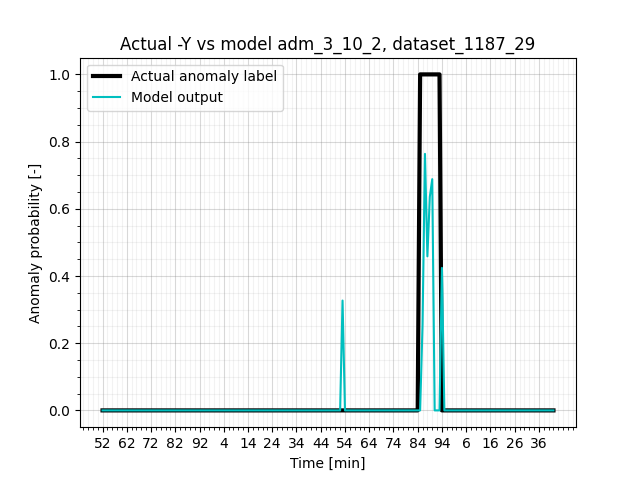 Actual -Y vs model adm_3_10_2, dataset_1187_29
Actual anomaly label
Model output
Anomaly probability [-]
1.0
0.8
0.6
0.4
0.2
0.0
52 62 72 82 92 4 14 24 34 44 54 64 74 84 94 6 16 26 36
Time [min]